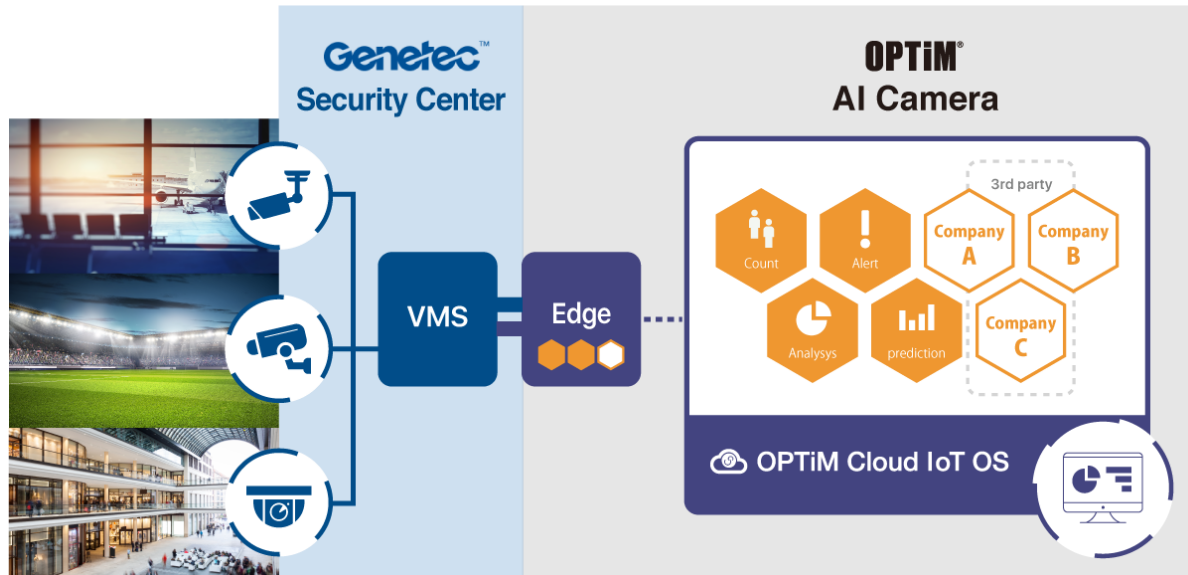 Genetec™
Security Center
OPTiM®
AI Camera
3rd party
Count
Alert
Company
A
Company
B
Analysys
prediction
Company
C
VMS
Edge
OPTiM Cloud IoT OS